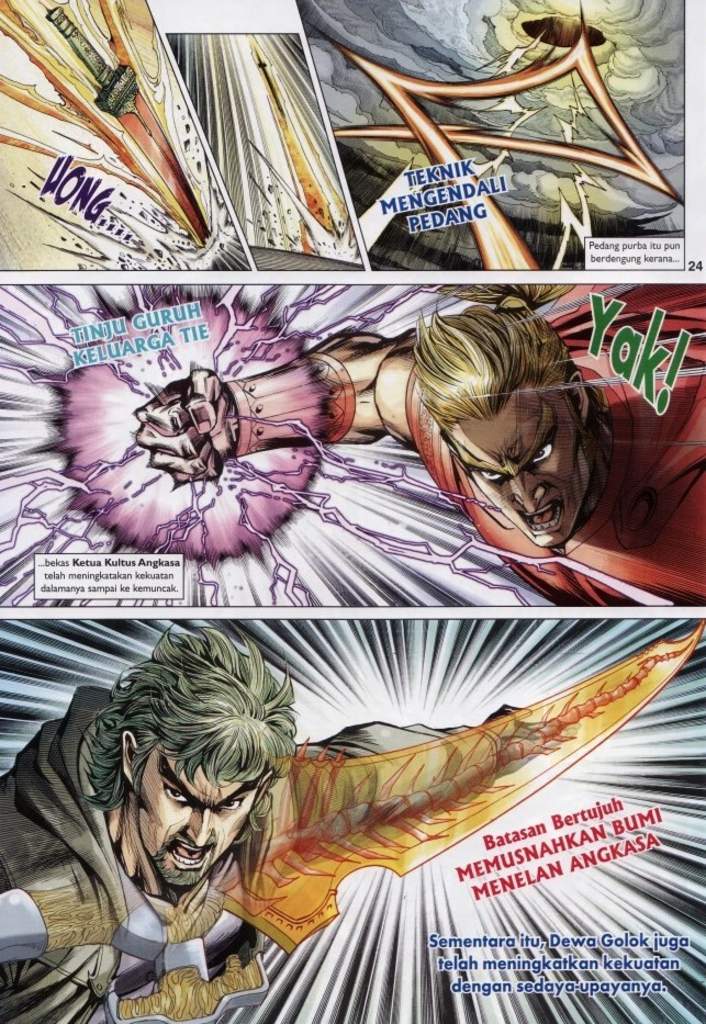 UONG.....
TEKNIK
MENGENDALI
PEDANG
Pedang purba itu pun
berdengung kerana...
24
TINJU GURUH
KELUARGA TIE
Yak!
...bekas Ketua Kultus Angkasa
telah meningkatakan kekuatan
dalamanya sampai ke kemuncak.
Batasan Bertujuh
MEMUSNAHKAN BUMI
MENELAN ANGKASA
Sementara itu, Dewa Golok juga
telah meningkatkan kekuatan
dengan sedaya-upayanya.